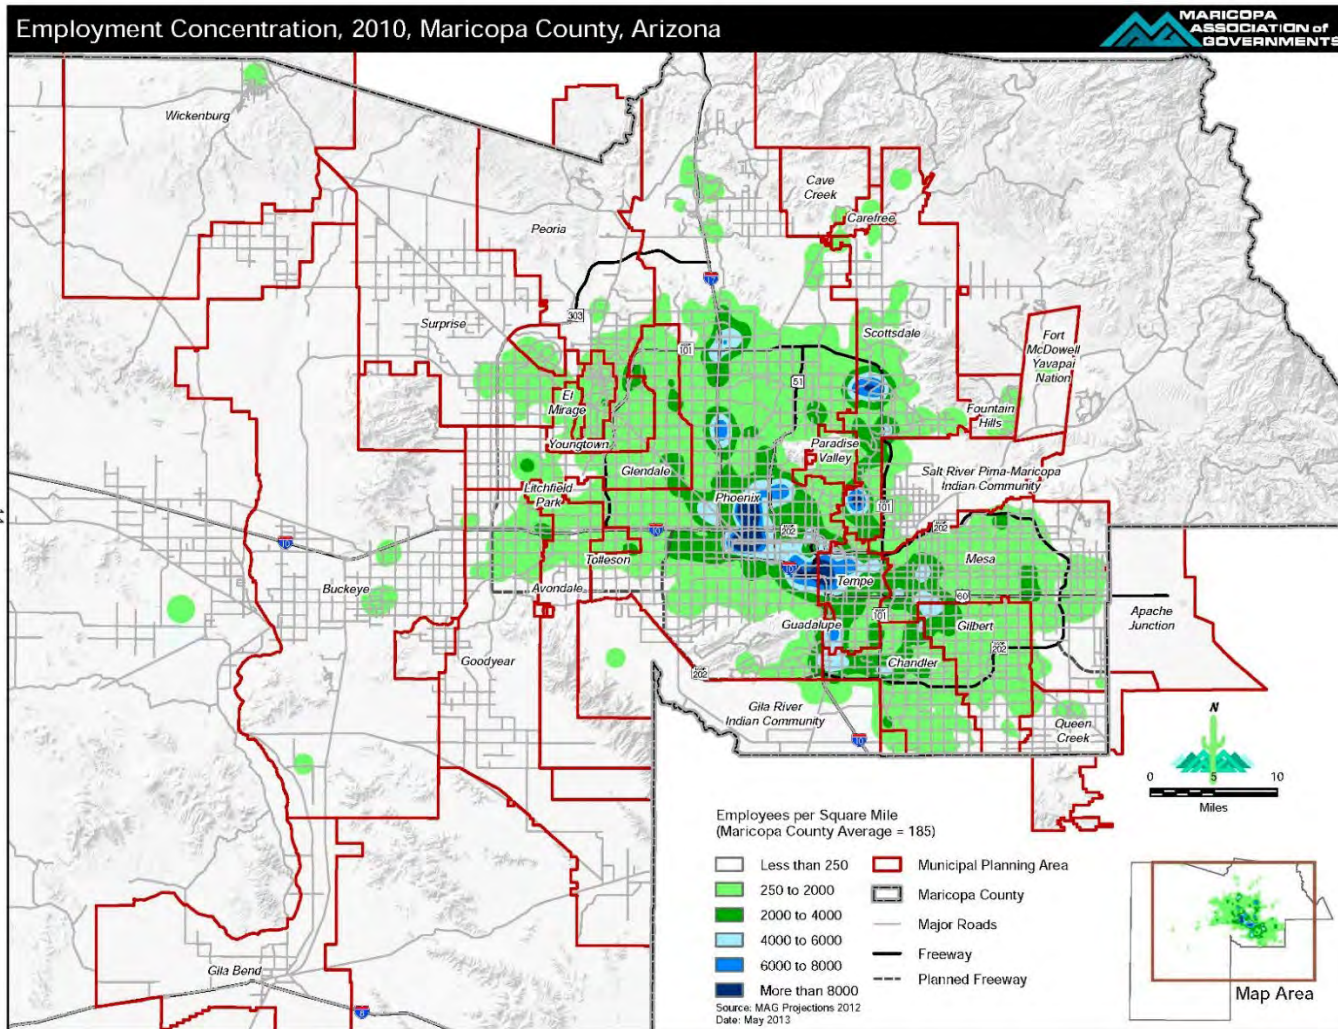 Employment Concentration, 2010, Maricopa County, Arizona
MARICOPA
ASSOCIATION of
GOVERNMENTS
Wickenburg
Cave
Creek
Carefree
Peoria
17
303
Surprise
101
Scottsdale
Fort
McDowell
Yavapai
Nation
51
El
Mirage
Fountain
Hills
Youngtown
Paradise
Valley
Glendale
Salt River Pima-Maricopa
Indian Community
Litchfield
Park
Phoenix
101
202
10
10
202
202
Tolleson
Mesa
10
Tempe
Buckeye
Avondale
60
Apache
Junction
Guadalupe
101
Gilbert
Goodyear
202
Chandler
202
Gila River
Indian Community
Queen
Creek
10
N
0 5 10
Miles
Employees per Square Mile
(Maricopa County Average = 185)
Less than 250
250 to 2000
2000 to 4000
4000 to 6000
6000 to 8000
More than 8000
Municipal Planning Area
Maricopa County
Major Roads
Freeway
Planned Freeway
Source: MAG Projections 2012
Date: May 2013
Map Area
Gila Bend
8